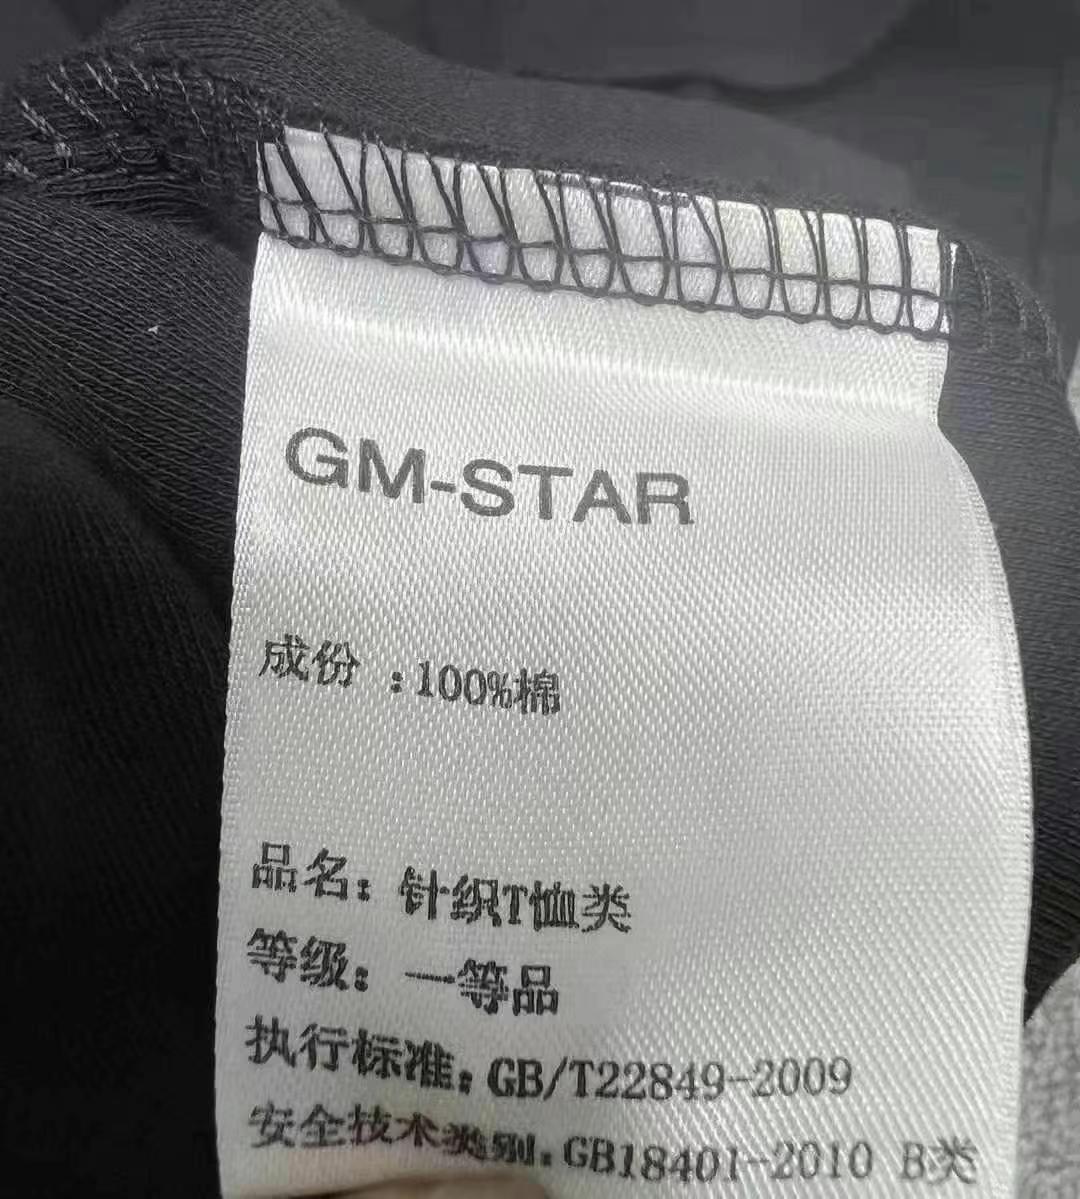 GM-STAR
成份 :100%棉
品名: 针织T恤类
等级: 一等品
执行标准: GB/T22849-2009
安全技术类别: GB18401-2010 B类